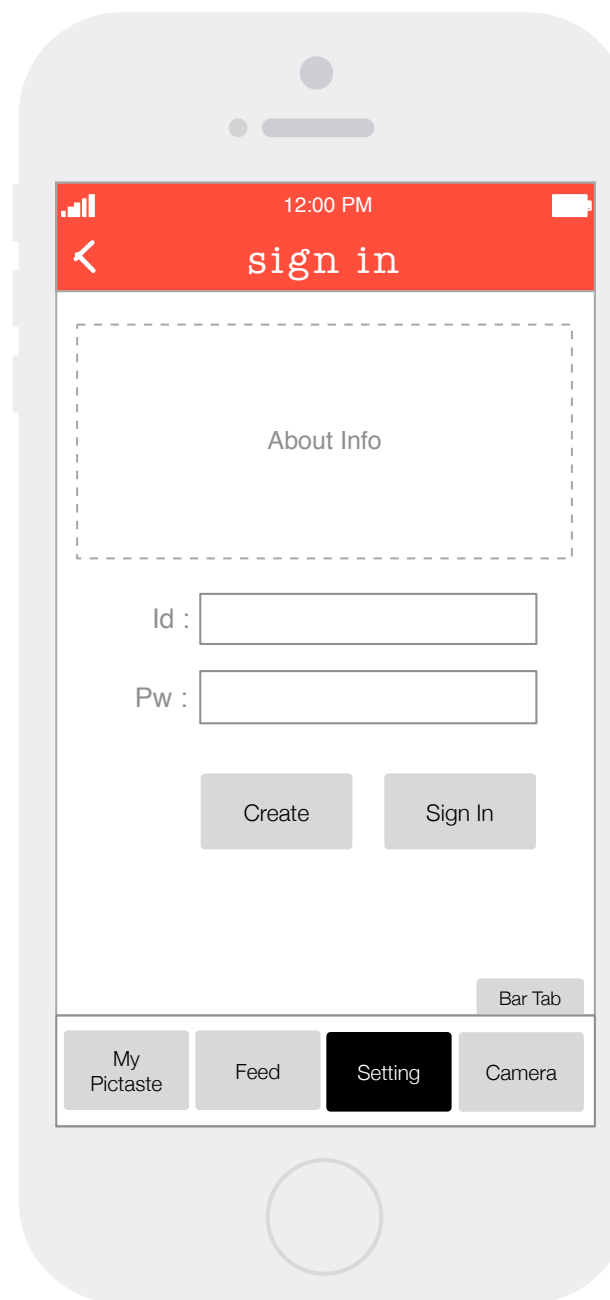 12:00 PM
sign in
About Info
Id :
Pw :
Create
Sign In
Bar Tab
My
Pictaste
Feed
Setting
Camera